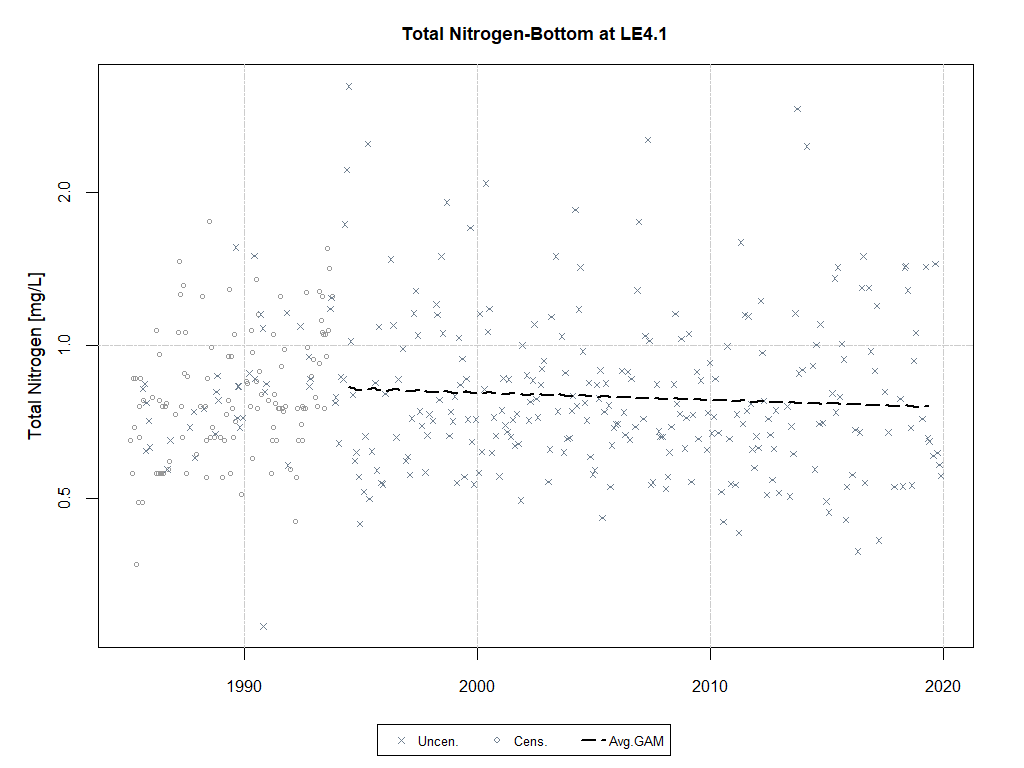 Total Nitrogen-Bottom at LE4.1
Total Nitrogen [mg/L]
2.0
1.0
0.5
1990 2000 2010 2020
Uncen. Cens. Avg.GAM